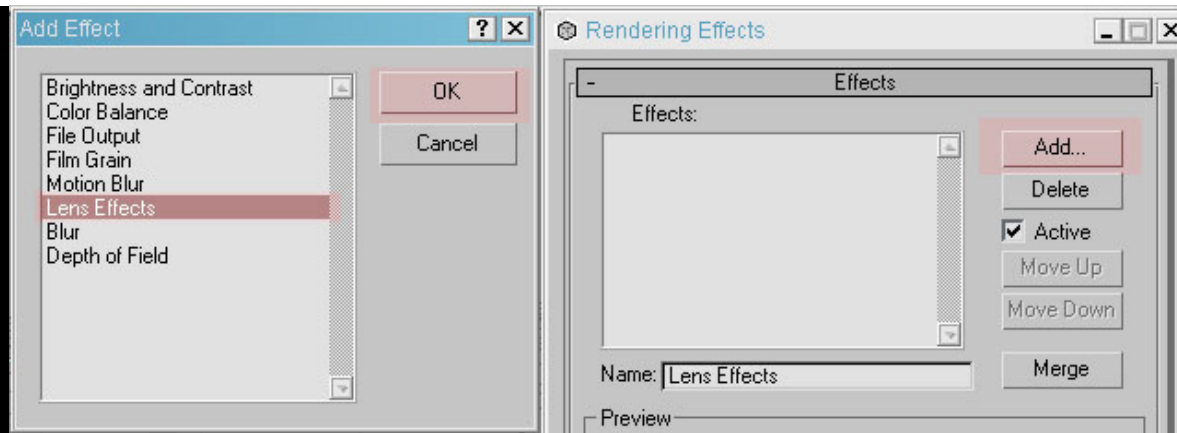 Add Effect
Brightness and Contrast
Color Balance
File Output
Film Grain
Motion Blur
Lens Effects
Blur
Depth of Field
OK
Cancel
Rendering Effects
- Effects
Effects:
Add...
Delete
Active
Move Up
Move Down
Name: Lens Effects
Merge
Preview